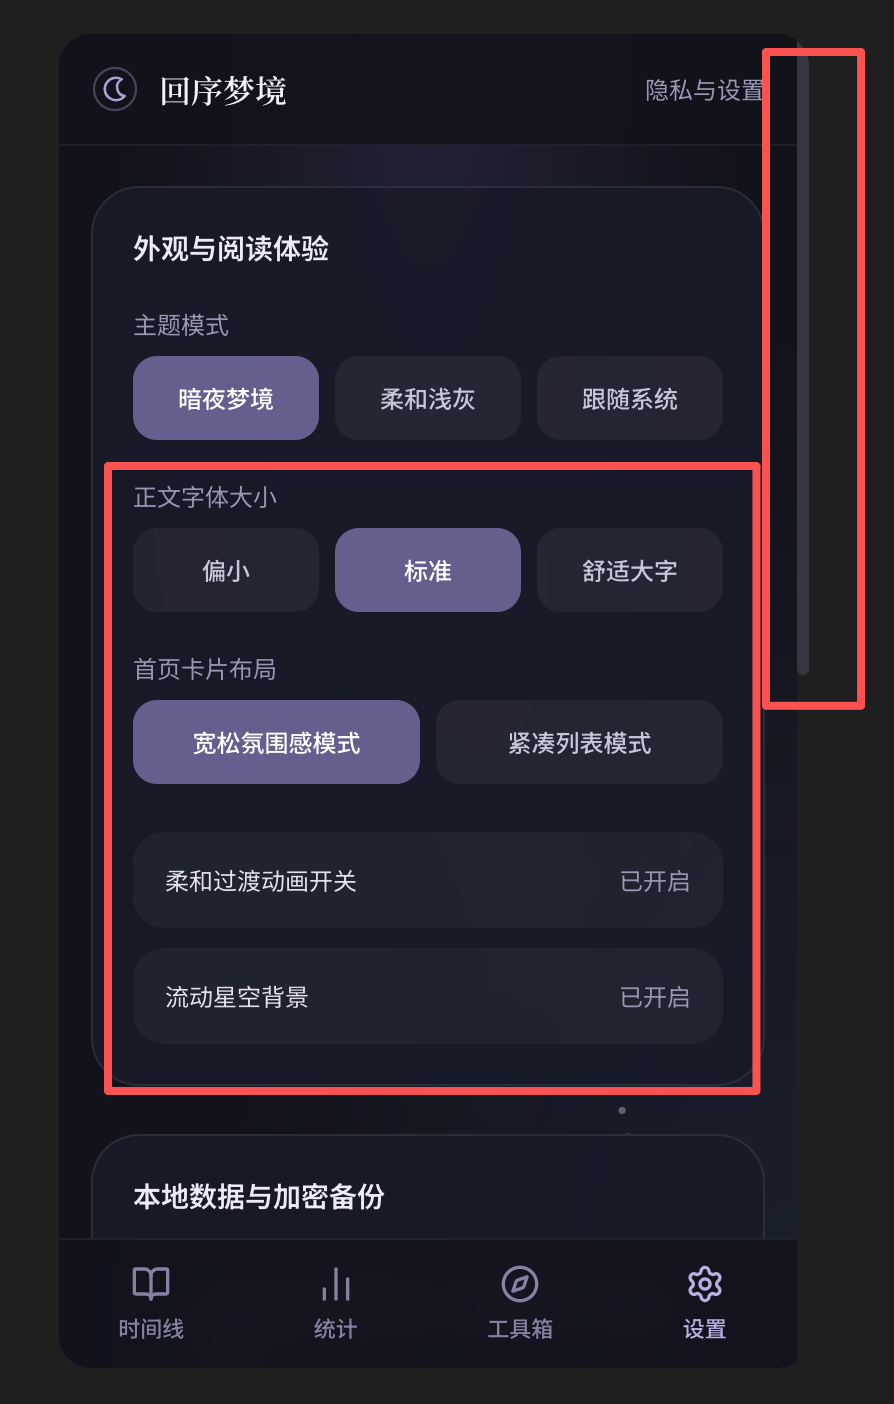 回序梦境
隐私与设置
外观与阅读体验
主题模式
暗夜梦境 柔和浅灰 跟随系统
正文字体大小
偏小 标准 舒适大字
首页卡片布局
宽松氛围感模式 紧凑列表模式
柔和过渡动画开关 已开启
流动星空背景 已开启
本地数据与加密备份
时间线 统计 工具箱 设置